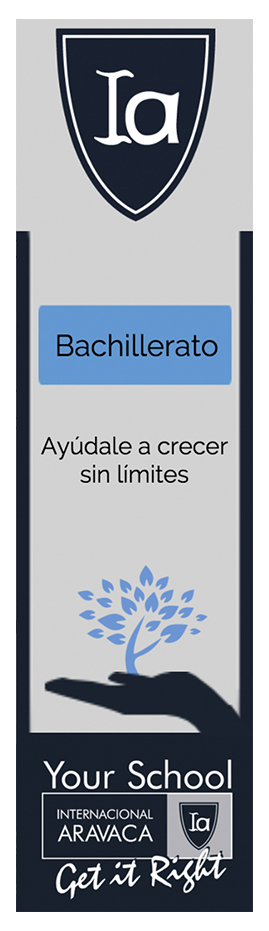 Ia
Bachillerato
Ayúdale a crecer
sin límites
Your School
INTERNACIONAL
ARAVACA
Ia
Get it Right